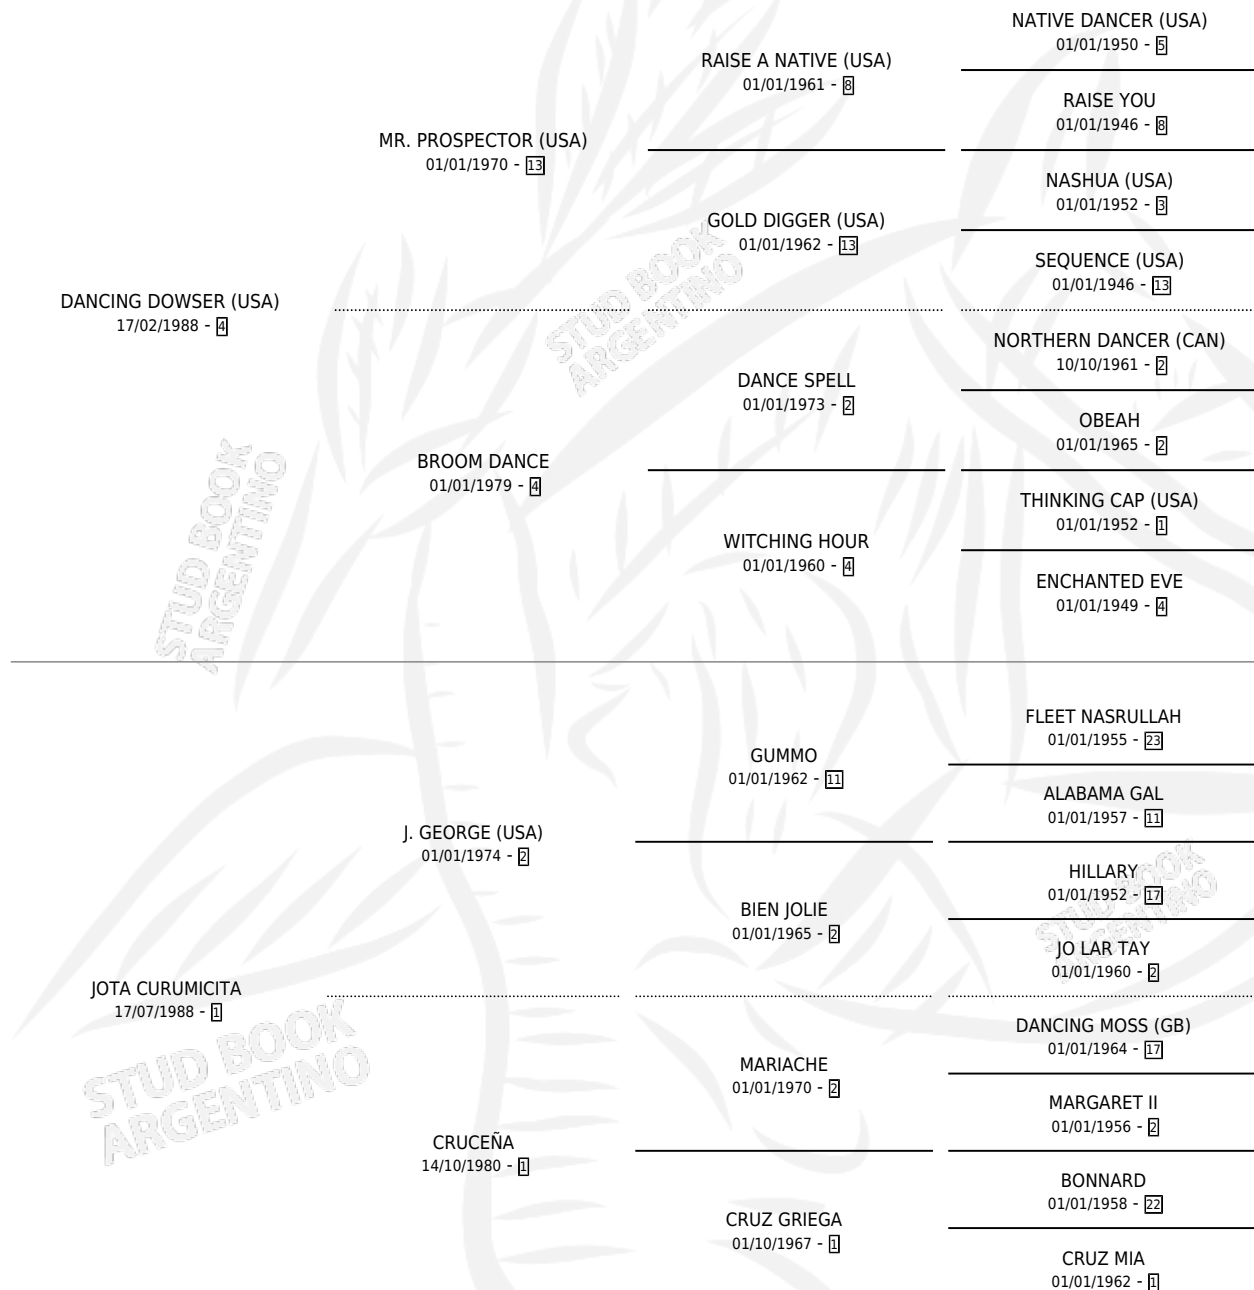 NATIVE DANCER (USA)
01/01/1950 - 5
RAISE A NATIVE (USA)
01/01/1961 - 8
RAISE YOU
01/01/1946 - 8
MR. PROSPECTOR (USA)
01/01/1970 - 13
NASHUA (USA)
01/01/1952 - 3
GOLD DIGGER (USA)
01/01/1962 - 13
SEQUENCE (USA)
01/01/1946 - 13
DANCING DOWSER (USA)
17/02/1988 - 4
NORTHERN DANCER (CAN)
10/10/1961 - 2
DANCE SPELL
01/01/1973 - 2
OBEAH
01/01/1965 - 2
BROOM DANCE
01/01/1979 - 4
THINKING CAP (USA)
01/01/1952 - 1
WITCHING HOUR
01/01/1960 - 4
ENCHANTED EVE
01/01/1949 - 4
FLEET NASRULLAH
01/01/1955 - 23
GUMMO
01/01/1962 - 11
ALABAMA GAL
01/01/1957 - 11
J. GEORGE (USA)
01/01/1974 - 2
HILLARY
01/01/1952 - 17
BIEN JOLIE
01/01/1965 - 2
JO LAR TAY
01/01/1960 - 2
JOTA CURUMICITA
17/07/1988 - 1
DANCING MOSS (GB)
01/01/1964 - 17
MARIACHE
01/01/1970 - 2
MARGARET II
01/01/1956 - 2
CRUCEÑA
14/10/1980 - 1
BONNARD
01/01/1958 - 22
CRUZ GRIEGA
01/10/1967 - 1
CRUZ MIA
01/01/1962 - 1
STUD BOOK
ARGENTINO
STUD BOOK
ARGENTINO
STUD BOOK
ARGENTINO
STUD BOOK
ARGENTINO